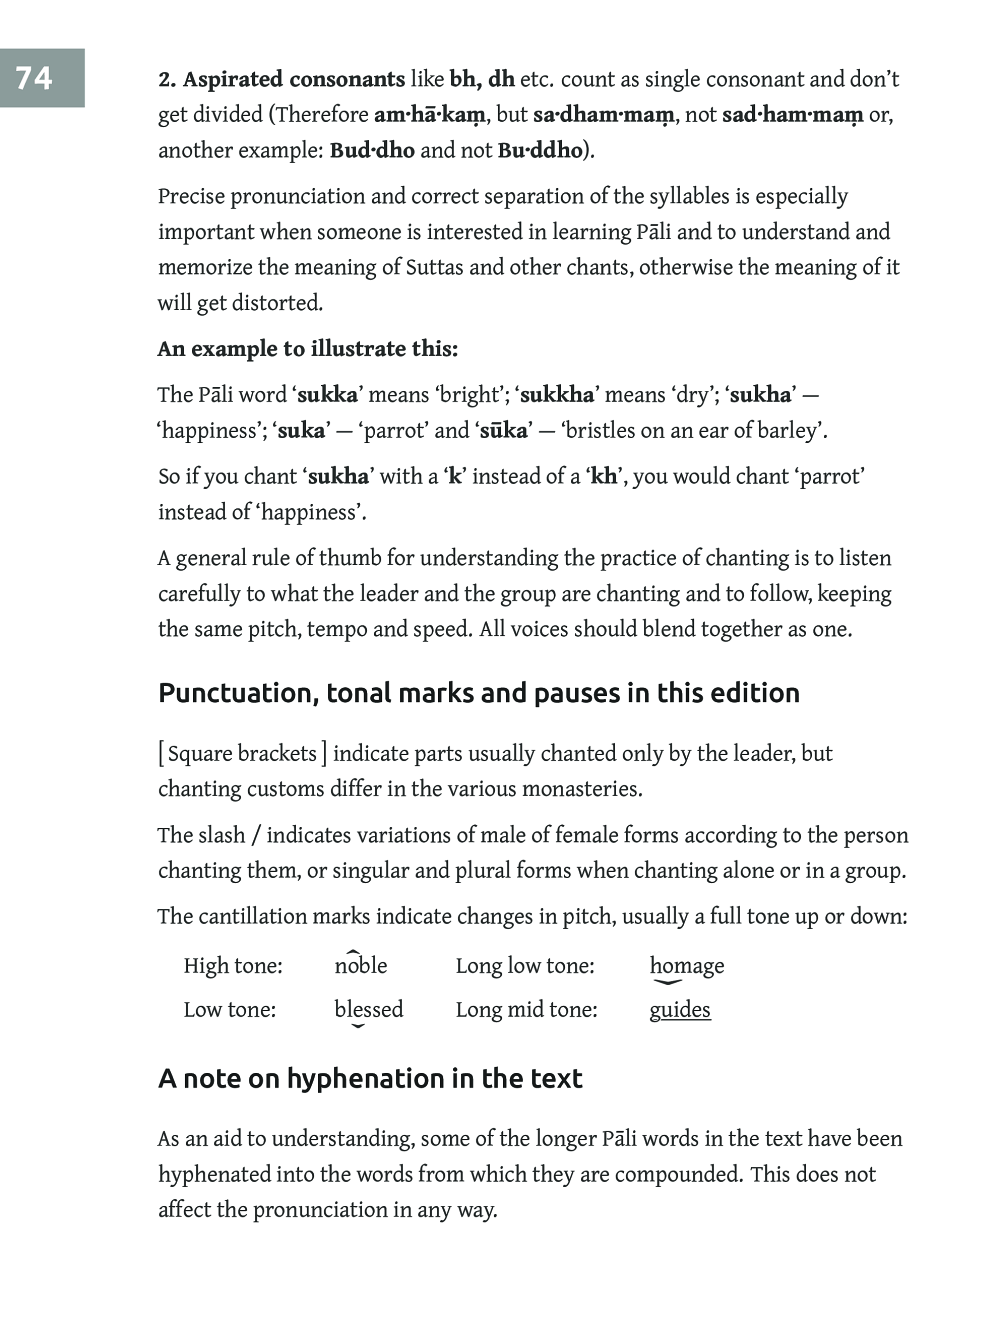 74
2. Aspirated consonants like bh, dh etc. count as single consonant and don’t
get divided (Therefore am·hā·kaṃ, but sa·dham·maṃ, not sad·ham·maṃ or,
another example: Bud·dho and not Bu·ddho).
Precise pronunciation and correct separation of the syllables is especially
important when someone is interested in learning Pāli and to understand and
memorize the meaning of Suttas and other chants, otherwise the meaning of it
will get distorted.
An example to illustrate this:
The Pāli word ‘sukka’ means ‘bright’; ‘sukkha’ means ‘dry’; ‘sukha’ —
‘happiness’; ‘suka’ — ‘parrot’ and ‘sūka’ — ‘bristles on an ear of barley’.
So if you chant ‘sukha’ with a ‘k’ instead of a ‘kh’, you would chant ‘parrot’
instead of ‘happiness’.
A general rule of thumb for understanding the practice of chanting is to listen
carefully to what the leader and the group are chanting and to follow, keeping
the same pitch, tempo and speed. All voices should blend together as one.
Punctuation, tonal marks and pauses in this edition
[ Square brackets ] indicate parts usually chanted only by the leader, but
chanting customs differ in the various monasteries.
The slash / indicates variations of male of female forms according to the person
chanting them, or singular and plural forms when chanting alone or in a group.
The cantillation marks indicate changes in pitch, usually a full tone up or down:
High tone: noble Long low tone: homage
Low tone: blessed Long mid tone: guides
A note on hyphenation in the text
As an aid to understanding, some of the longer Pāli words in the text have been
hyphenated into the words from which they are compounded. This does not
affect the pronunciation in any way.